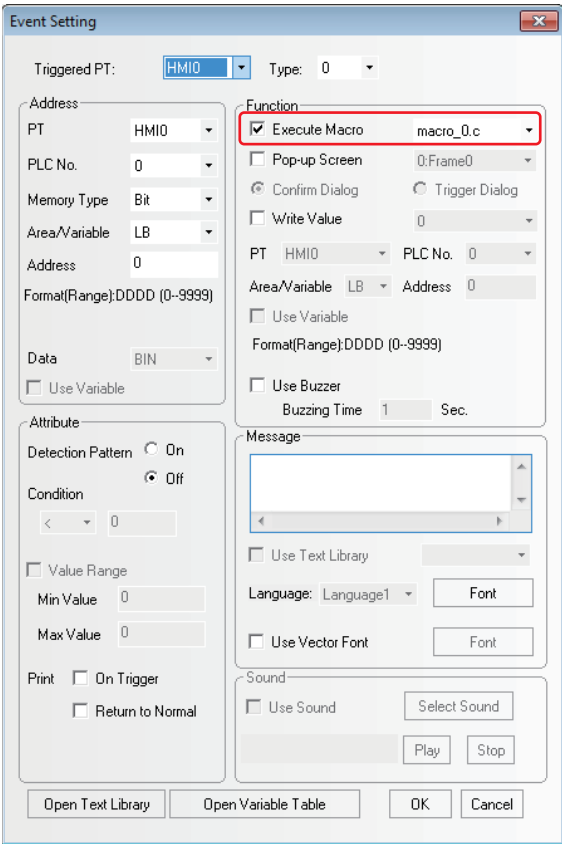 Event Setting
Triggered PT: HMI0 Type: 0
Address
PT HMI0
PLC No. 0
Memory Type Bit
Area/Variable LB
Address 0
Format(Range):DDDD (0--9999)
Data BIN
Use Variable
Attribute
Detection Pattern On
Off
Condition
< 0
Value Range
Min Value 0
Max Value 0
Print On Trigger
Return to Normal
Function
Execute Macro macro_0.c
Pop-up Screen 0:Frame0
Confirm Dialog Trigger Dialog
Write Value 0
PT HMI0 PLC No. 0
Area/Variable LB Address 0
Use Variable
Format(Range):DDDD (0--9999)
Use Buzzer
Buzzing Time 1 Sec.
Message
Use Text Library
Language: Language1 Font
Use Vector Font Font
Sound
Use Sound Select Sound
Play Stop
Open Text Library Open Variable Table OK Cancel